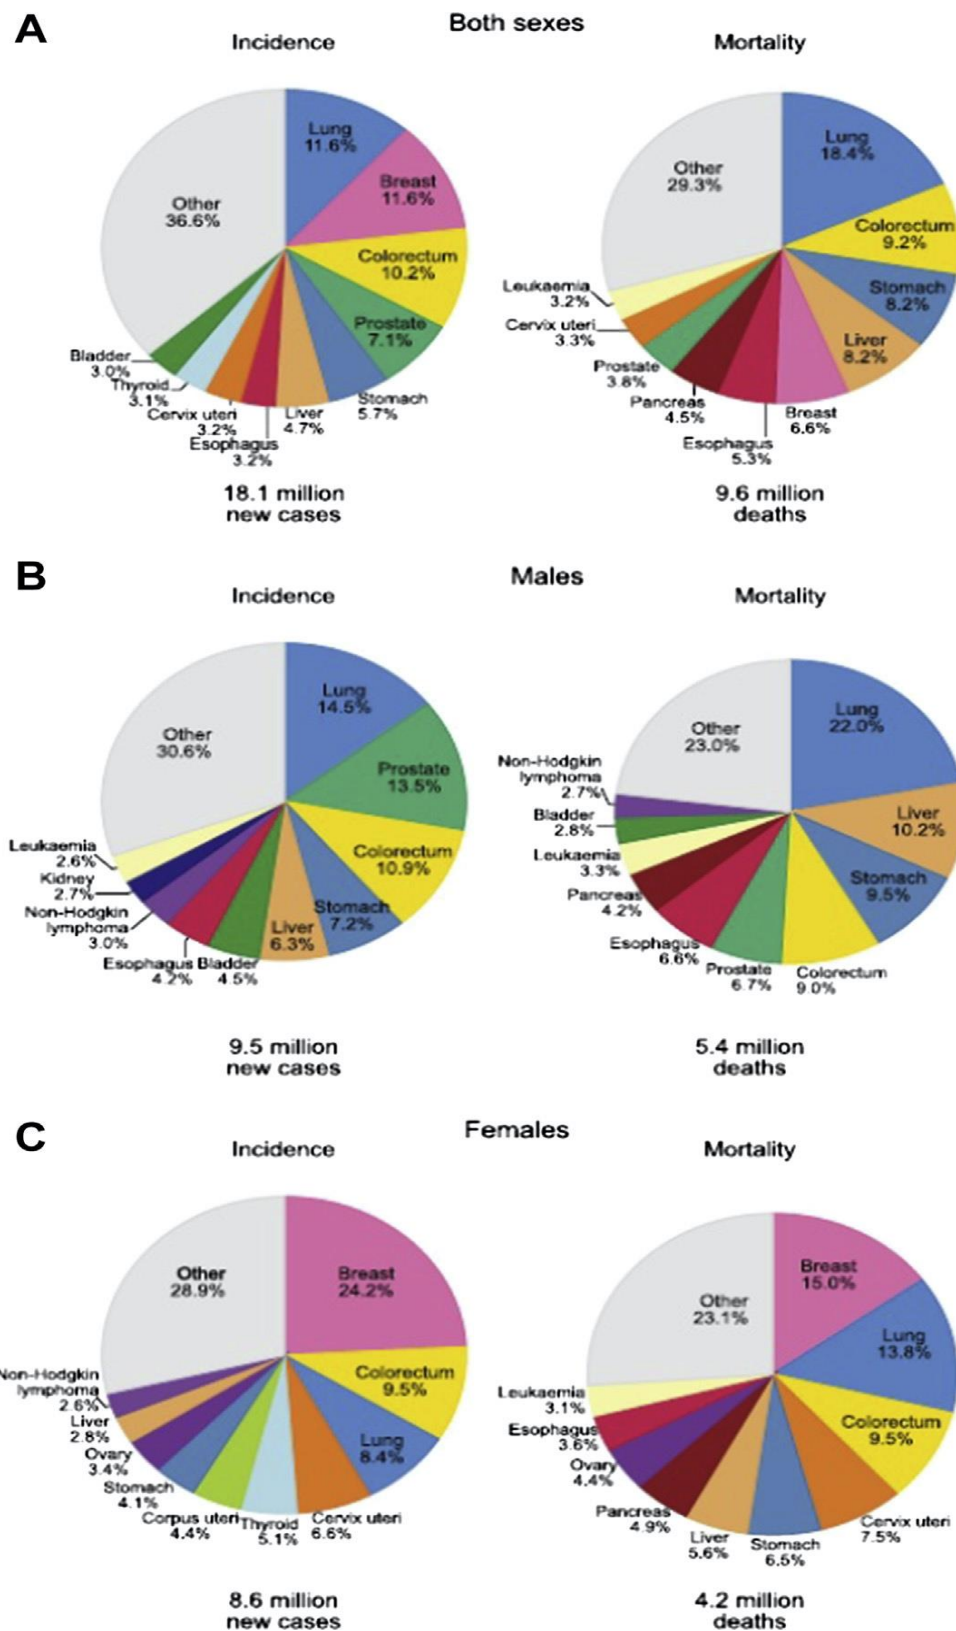 A
Both sexes
Incidence
Mortality
Lung
11.6%
Breast
11.6%
Colorectum
10.2%
Prostate
7.1%
Stomach
5.7%
Liver
4.7%
Esophagus
3.2%
Cervix uteri
3.2%
Thyroid
3.1%
Bladder
3.0%
Other
36.6%
18.1 million
new cases
Lung
18.4%
Colorectum
9.2%
Stomach
8.2%
Liver
8.2%
Breast
6.6%
Esophagus
5.3%
Pancreas
4.5%
Prostate
3.8%
Cervix uteri
3.3%
Leukaemia
3.2%
Other
29.3%
9.6 million
deaths
B
Males
Incidence
Mortality
Lung
14.5%
Prostate
13.5%
Colorectum
10.9%
Stomach
7.2%
Liver
6.3%
Bladder
4.5%
Esophagus
4.2%
Non-Hodgkin
lymphoma
3.0%
Kidney
2.7%
Leukaemia
2.6%
Other
30.6%
9.5 million
new cases
Lung
22.0%
Liver
10.2%
Stomach
9.5%
Colorectum
9.0%
Prostate
6.7%
Esophagus
6.6%
Pancreas
4.2%
Leukaemia
3.3%
Bladder
2.8%
Non-Hodgkin
lymphoma
2.7%
Other
23.0%
5.4 million
deaths
C
Females
Incidence
Mortality
Breast
24.2%
Colorectum
9.5%
Lung
8.4%
Cervix uteri
6.6%
Thyroid
5.1%
Corpus uteri
4.4%
Stomach
4.1%
Ovary
3.4%
Liver
2.8%
Non-Hodgkin
lymphoma
2.6%
Other
28.9%
8.6 million
new cases
Breast
15.0%
Lung
13.8%
Colorectum
9.5%
Cervix uteri
7.5%
Stomach
6.5%
Liver
5.6%
Pancreas
4.9%
Ovary
4.4%
Esophagus
3.6%
Leukaemia
3.1%
Other
23.1%
4.2 million
deaths